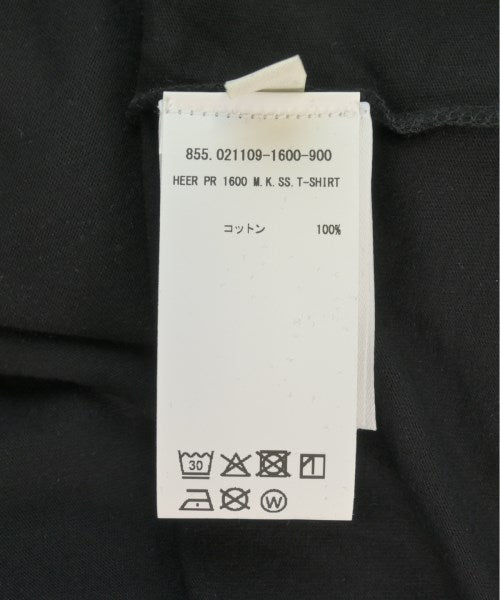 855.021109-1600-900
HEER PR 1600 M.K.SS.T-SHIRT
コットン 100%
30
W